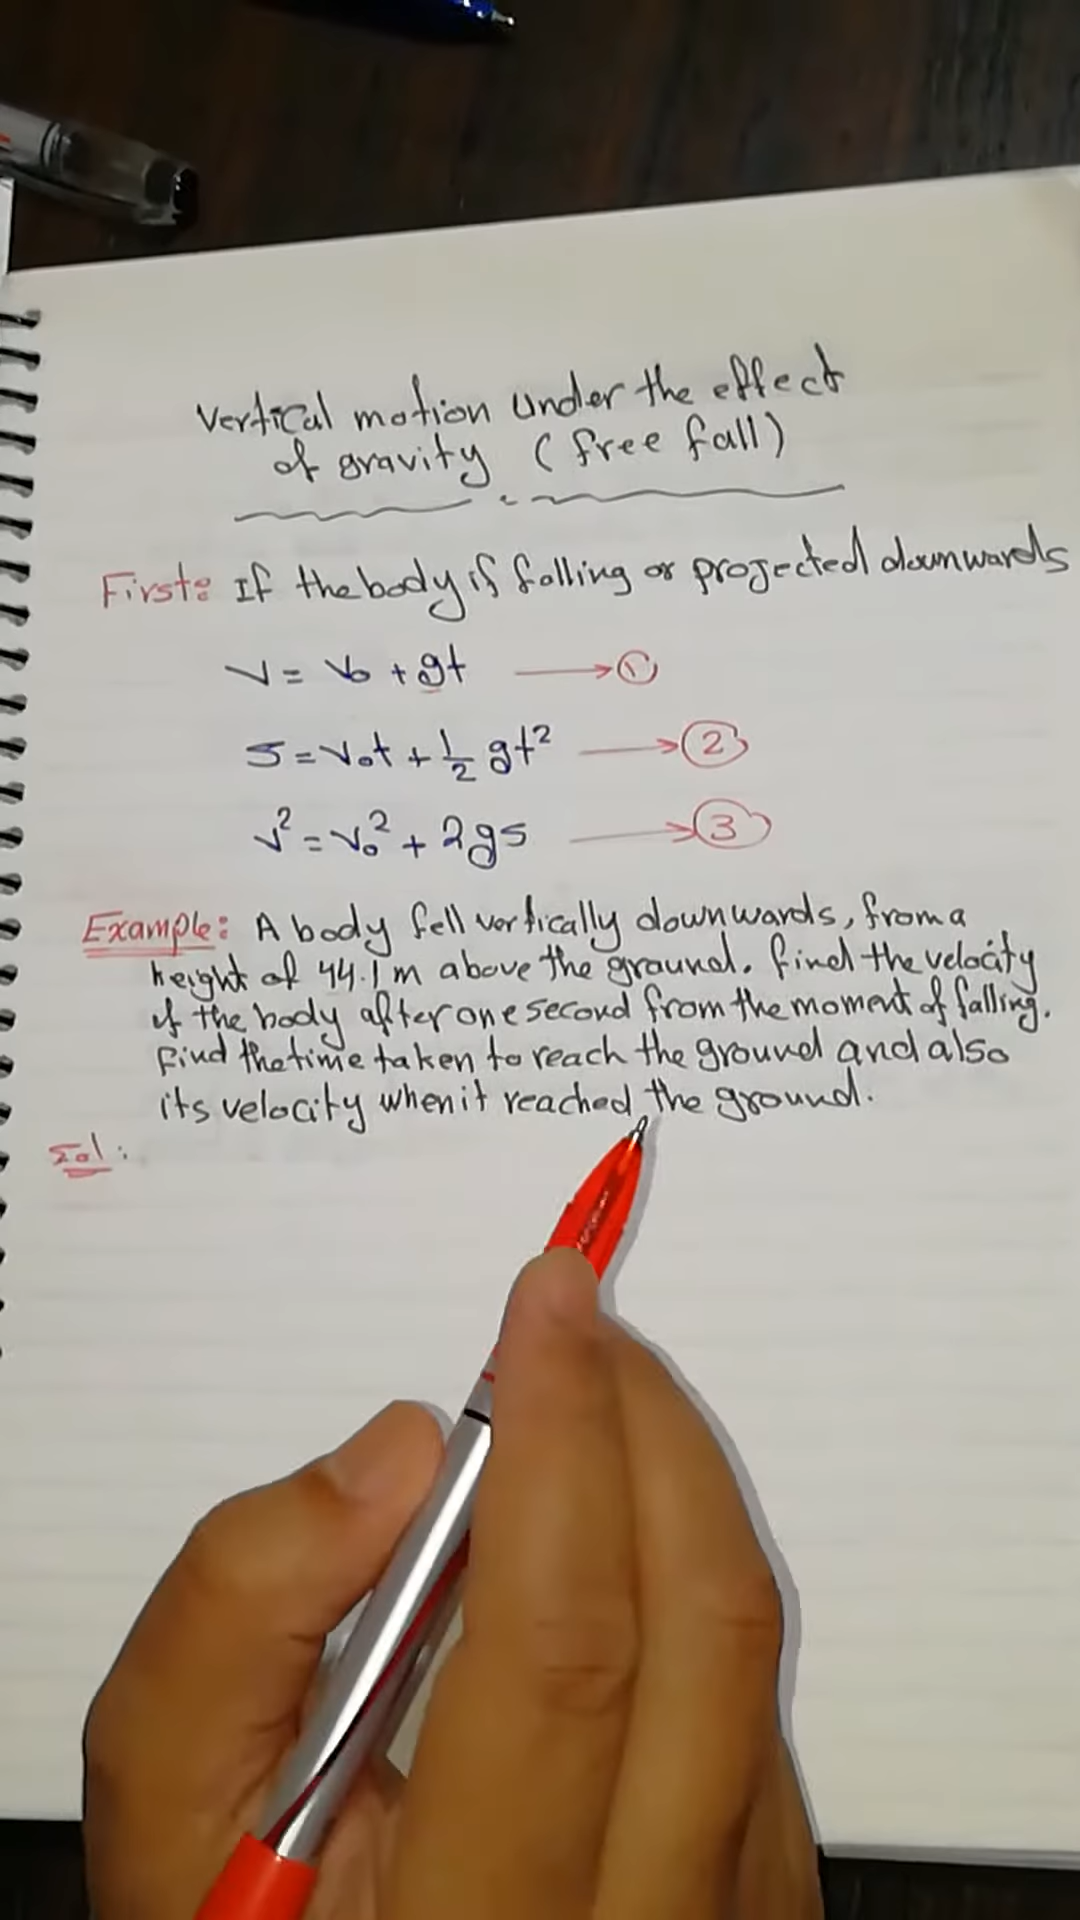 Vertical motion under the effect
of gravity (free fall)
First: If the body if falling or projected downwards
V = V₀ + gt → ①
S = V₀t + 1/2 gt² → ②
V² = V₀² + 2gs → ③
Example: A body fell vertically downwards, from a
height of 44.1 m above the ground. find the velocity
of the body after one second from the moment of falling.
Find the time taken to reach the ground and also
its velocity when it reached the ground.
Sol: